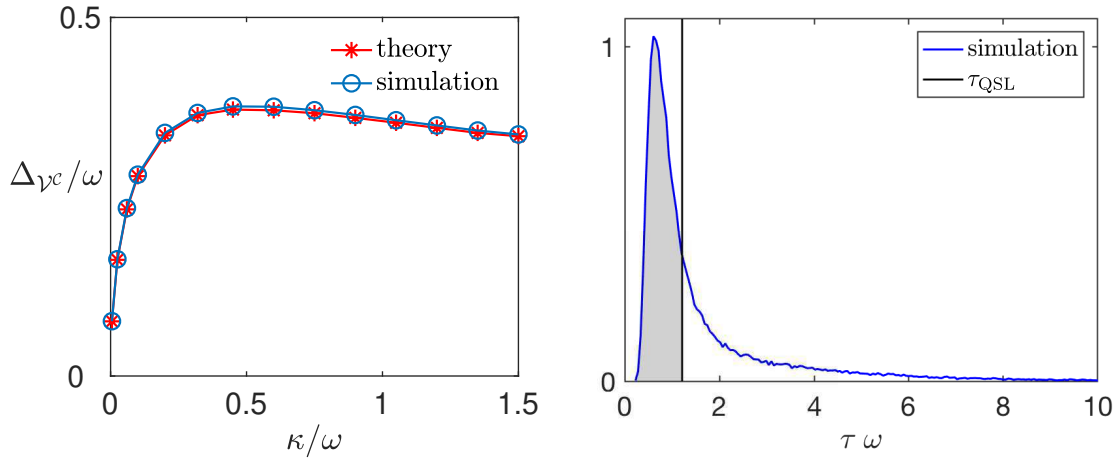 0.5
theory
simulation
Δ_𝒱ᶜ/ω
0
0
0.5
1
1.5
κ/ω
1
simulation
τ_QSL
0
0
2
4
6
8
10
τ ω